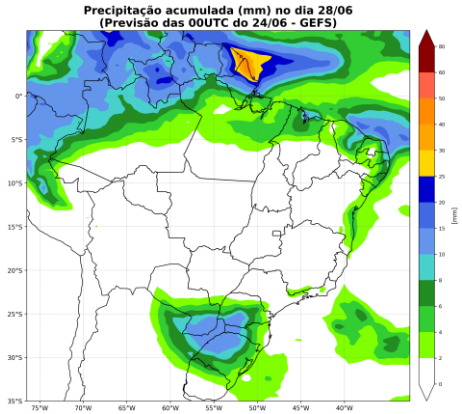 Precipitação acumulada (mm) no dia 28/06
(Previsão das 00UTC do 24/06 - GEFS)
80
60
50
40
30
25
20
16
10
8
6
4
2
0
[mm]
0°
5°S
10°S
15°S
20°S
25°S
30°S
35°S
75°W 70°W 65°W 60°W 55°W 50°W 45°W 40°W